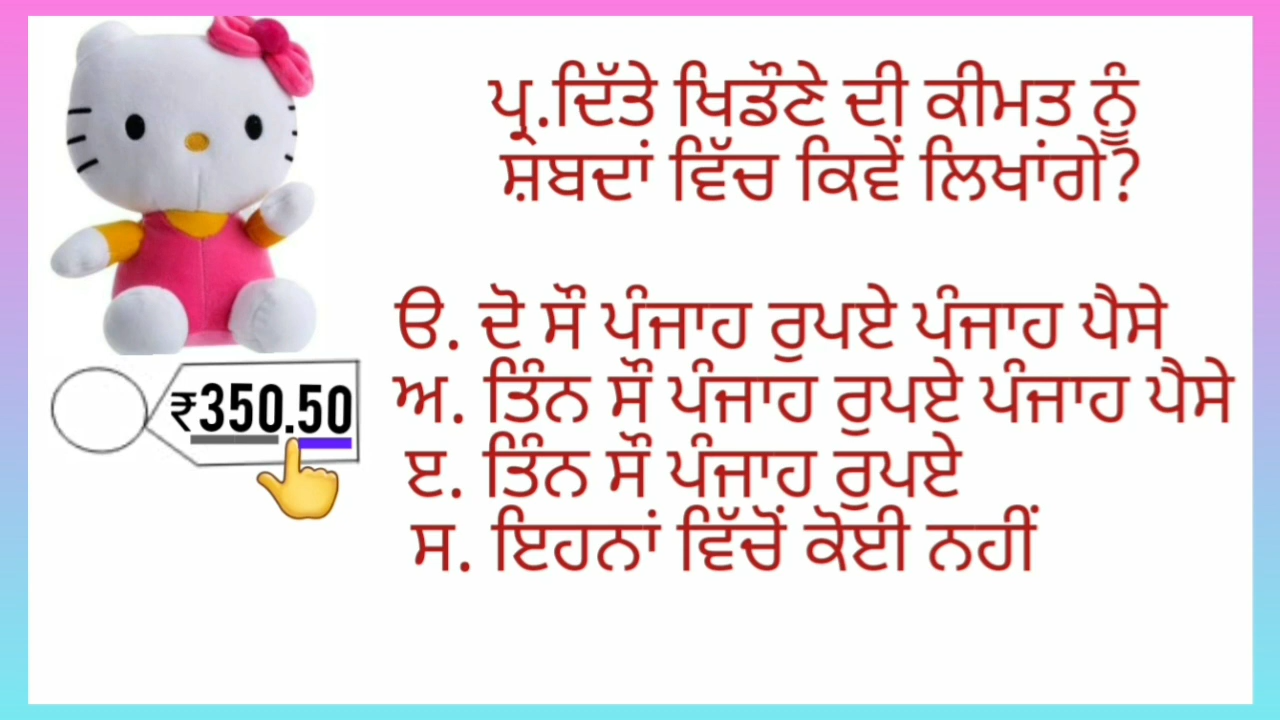 ਪ੍ਰ.ਦਿੱਤੇ ਖਿਡੌਣੇ ਦੀ ਕੀਮਤ ਨੂੰ
ਸ਼ਬਦਾਂ ਵਿੱਚ ਕਿਵੇਂ ਲਿਖਾਂਗੇ?
ੳ. ਦੋ ਸੌ ਪੰਜਾਹ ਰੁਪਏ ਪੰਜਾਹ ਪੈਸੇ
ਅ. ਤਿੰਨ ਸੌ ਪੰਜਾਹ ਰੁਪਏ ਪੰਜਾਹ ਪੈਸੇ
ੲ. ਤਿੰਨ ਸੌ ਪੰਜਾਹ ਰੁਪਏ
ਸ. ਇਹਨਾਂ ਵਿੱਚੋਂ ਕੋਈ ਨਹੀਂ
₹350.50